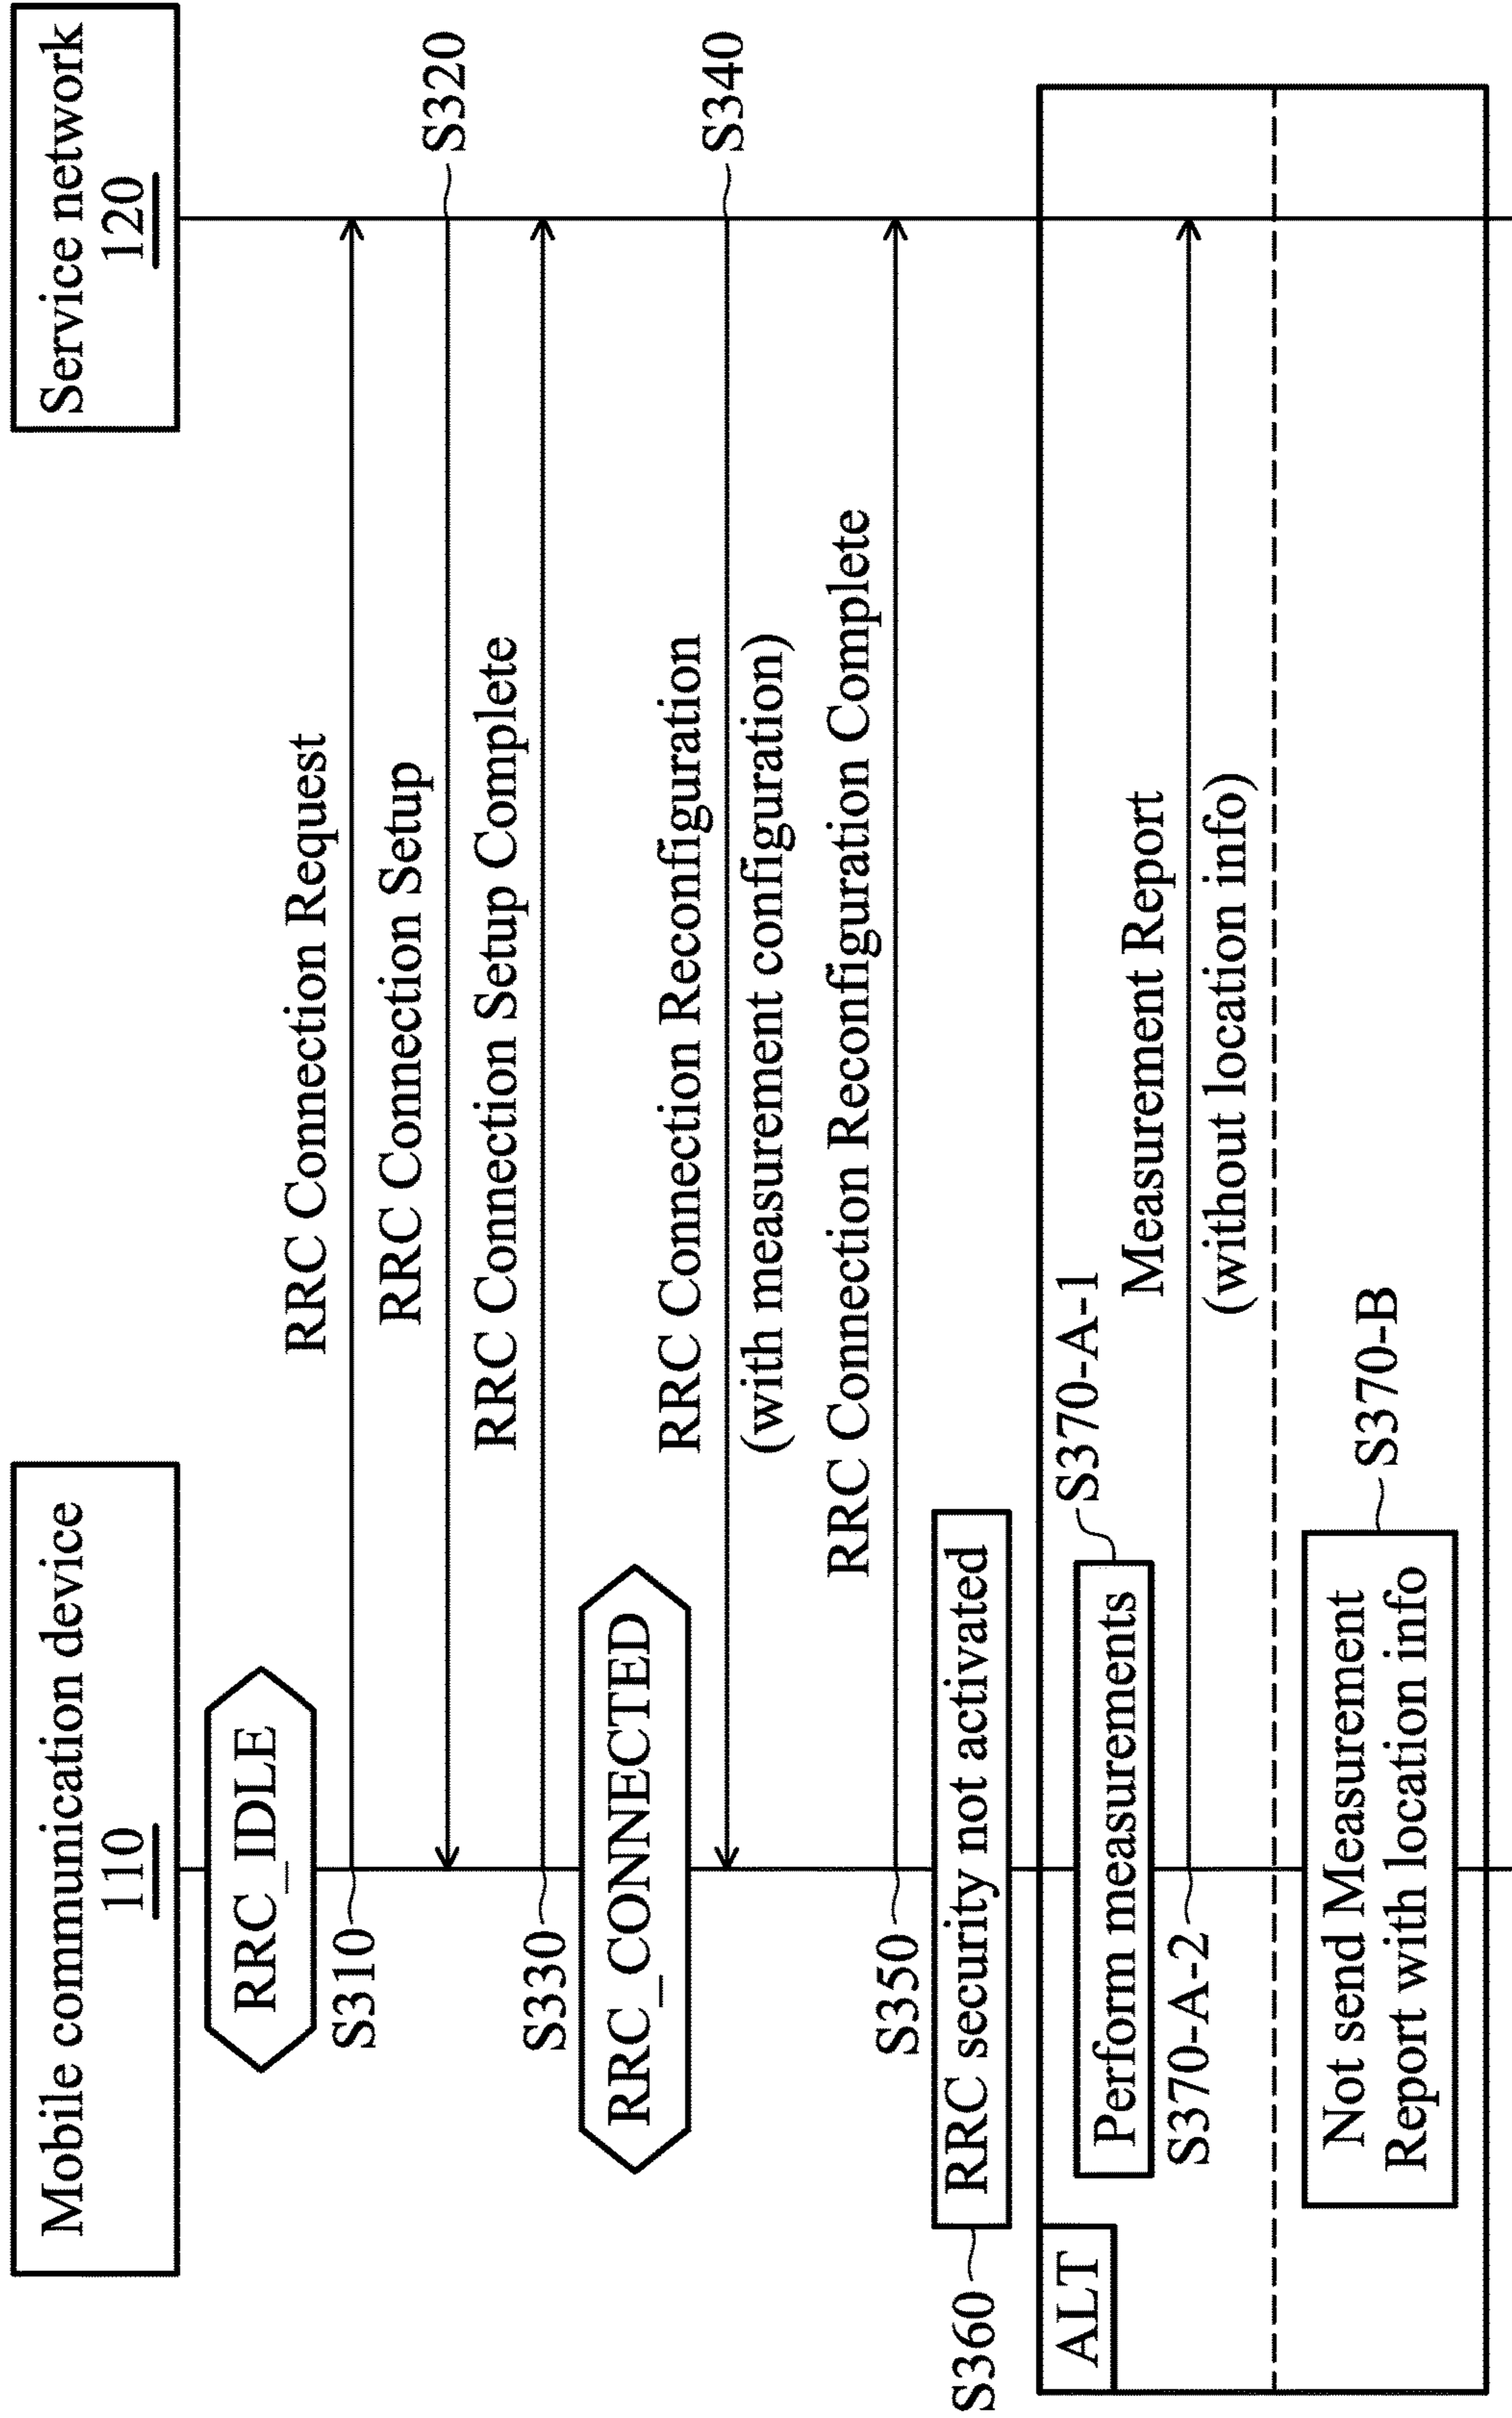 Mobile communication device
110
Service network
120
RRC_IDLE
RRC Connection Request
S310
RRC Connection Setup
S320
RRC Connection Setup Complete
S330
RRC_CONNECTED
RRC Connection Reconfiguration
(with measurement configuration)
S340
RRC Connection Reconfiguration Complete
S350
RRC security not activated
S360
ALT
Perform measurements
S370-A-1
Measurement Report
(without location info)
S370-A-2
Not send Measurement
Report with location info
S370-B